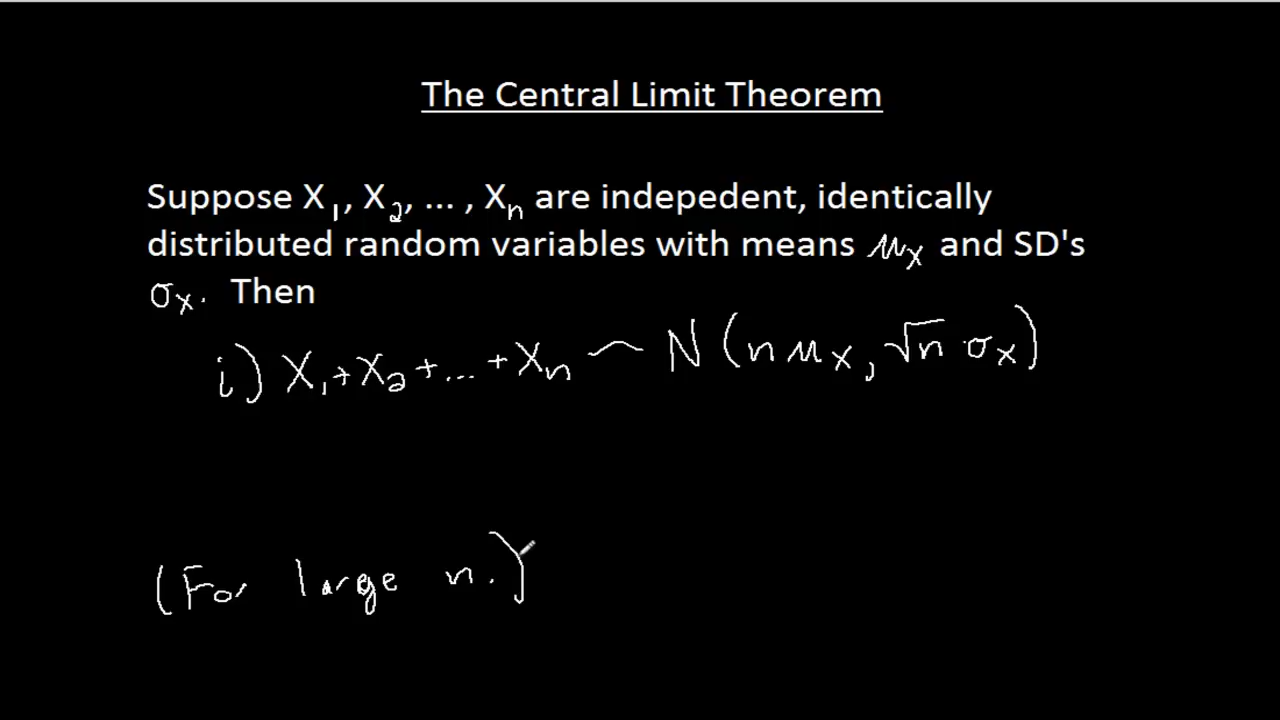 The Central Limit Theorem
Suppose X₁, X₂, ... , Xₙ are indepedent, identically
distributed random variables with means μₓ and SD's
σₓ. Then
i) X₁+X₂+...+Xₙ ~ N(nμₓ, √n σₓ)
(For large n.)